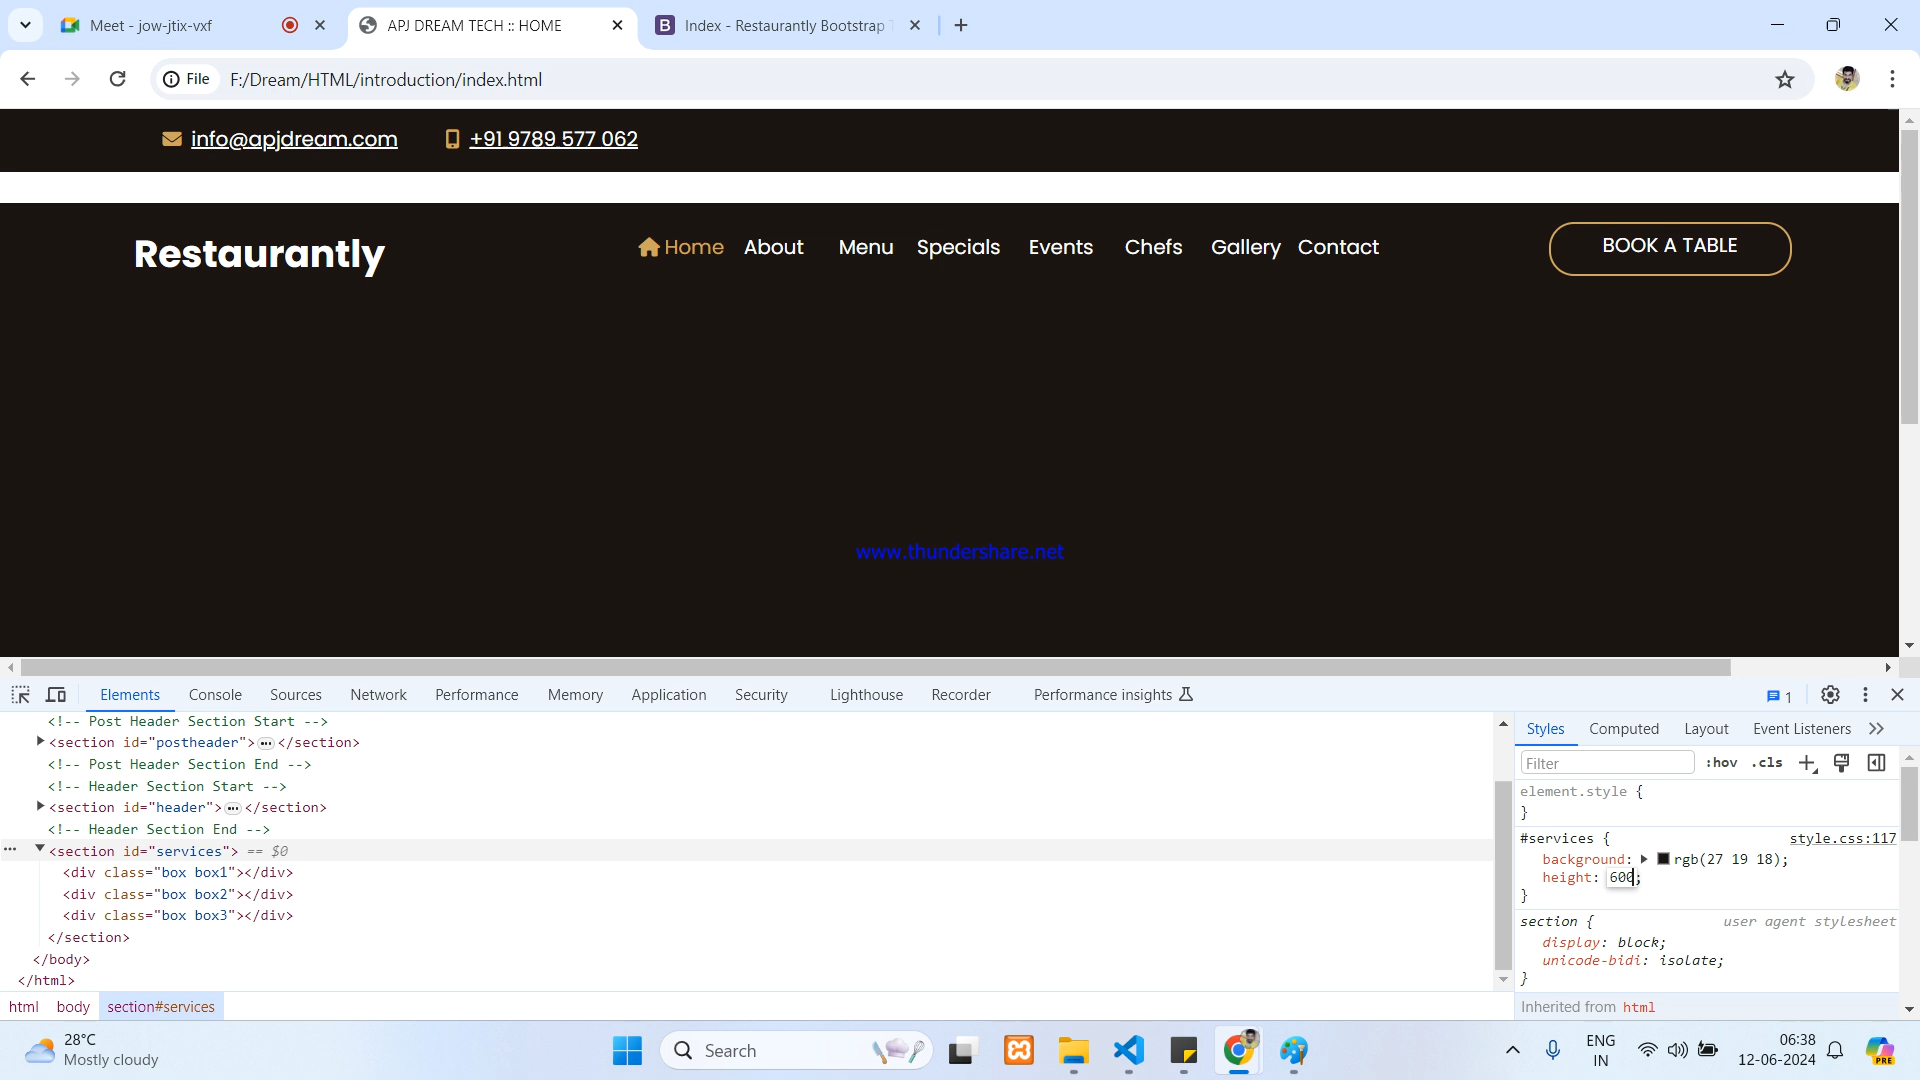 Meet - jow-jtix-vxf
APJ DREAM TECH :: HOME
Index - Restaurantly Bootstrap
File
F:/Dream/HTML/introduction/index.html
info@apjdream.com
+91 9789 577 062
Restaurantly
Home About Menu Specials Events Chefs Gallery Contact
BOOK A TABLE
www.thundershare.net
Elements Console Sources Network Performance Memory Application Security Lighthouse Recorder Performance insights
1
<!-- Post Header Section Start -->
<section id="postheader"> … </section>
<!-- Post Header Section End -->
<!-- Header Section Start -->
<section id="header"> … </section>
<!-- Header Section End -->
<section id="services"> == $0
<div class="box box1"></div>
<div class="box box2"></div>
<div class="box box3"></div>
</section>
</body>
</html>
html body section#services
Styles Computed Layout Event Listeners
Filter
:hov .cls
element.style {
}
#services { style.css:117
background: rgb(27 19 18);
height: 600;
}
section { user agent stylesheet
display: block;
unicode-bidi: isolate;
}
Inherited from html
28°C
Mostly cloudy
Search
ENG
IN
06:38
12-06-2024
PRE